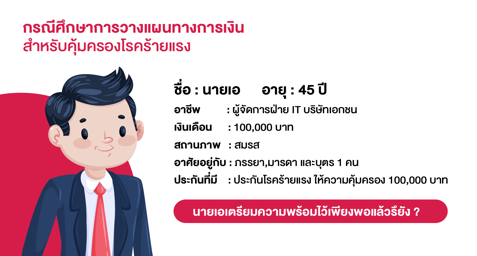 กรณีศึกษาการวางแผนทางการเงิน
สำหรับคุ้มครองโรคร้ายแรง
ชื่อ : นายเอ อายุ : 45 ปี
อาชีพ : ผู้จัดการฝ่าย IT บริษัทเอกชน
เงินเดือน : 100,000 บาท
สถานภาพ : สมรส
อาศัยอยู่กับ : ภรรยา,มารดา และบุตร 1 คน
ประกันที่มี : ประกันโรคร้ายแรง ให้ความคุ้มครอง 100,000 บาท
นายเอเตรียมความพร้อมไว้เพียงพอแล้วรึยัง ?